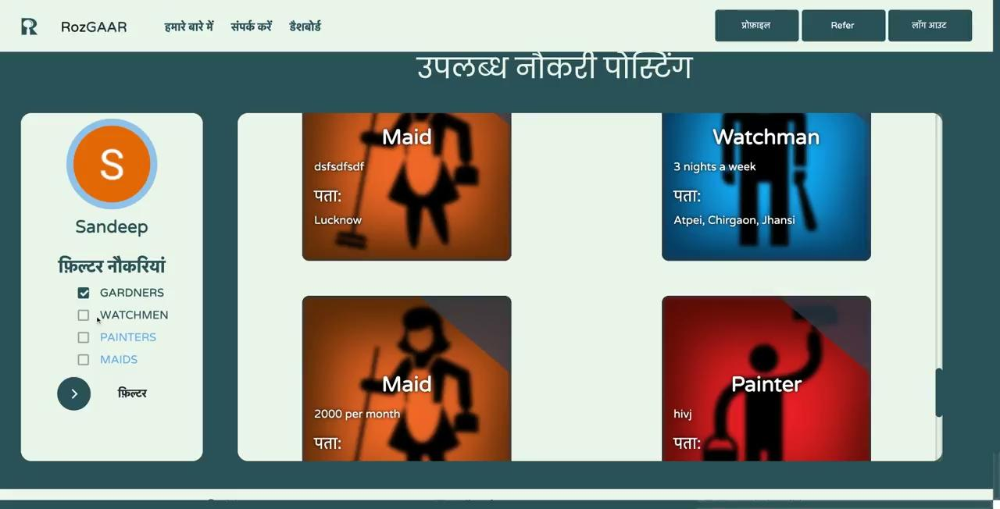 RozGAAR
हमारे बारे में
संपर्क करें
डैशबोर्ड
प्रोफ़ाइल
Refer
लॉग आउट
उपलब्ध नौकरी पोस्टिंग
S
Sandeep
फ़िल्टर नौकरियां
GARDNERS
WATCHMEN
PAINTERS
MAIDS
फ़िल्टर
Maid
dsfsdfsdf
पता:
Lucknow
Watchman
3 nights a week
पता:
Atpei, Chirgaon, Jhansi
Maid
2000 per month
पता:
Painter
hivj
पता: